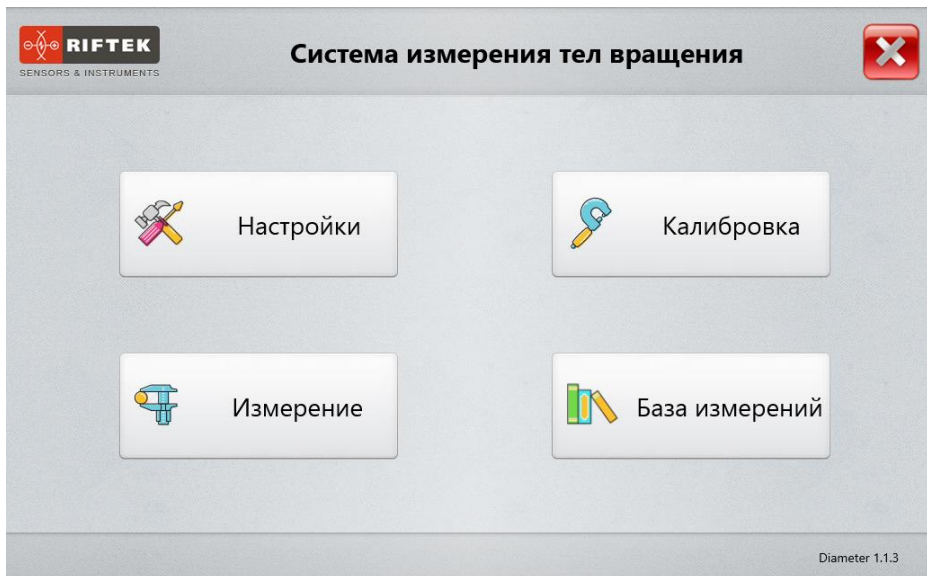 RIFTEK
SENSORS & INSTRUMENTS
Система измерения тел вращения
Настройки
Калибровка
Измерение
База измерений
Diameter 1.1.3